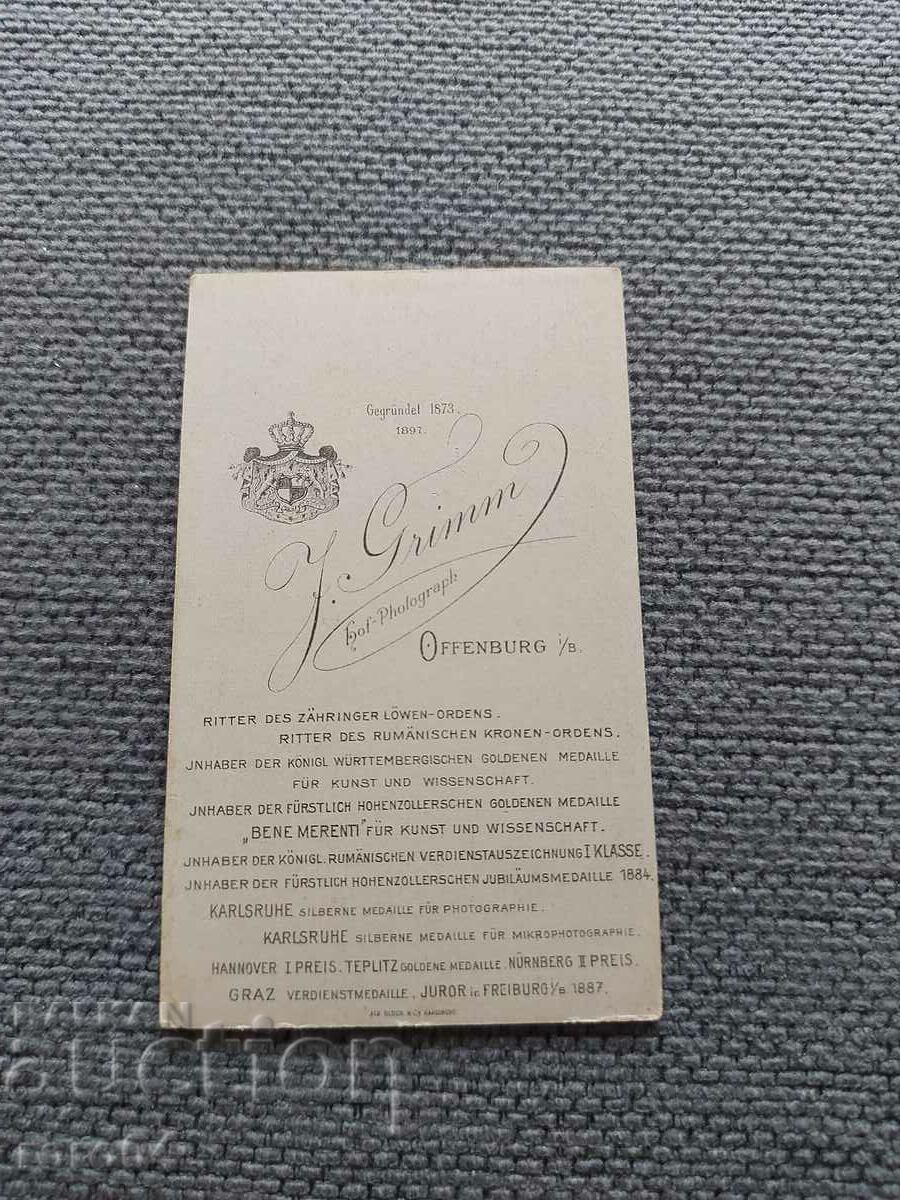 Gegründet 1873.
1897.
J. Grimm
Hof-Photograph
OFFENBURG i/B.
RITTER DES ZÄHRINGER LÖWEN-ORDENS.
RITTER DES RUMÄNISCHEN KRONEN-ORDENS.
JNHABER DER KÖNIGL WÜRTTEMBERGISCHEN GOLDENEN MEDAILLE
FÜR KUNST UND WISSENSCHAFT.
JNHABER DER FÜRSTLICH HOHENZOLLERSCHEN GOLDENEN MEDAILLE
„BENE MERENTI" FÜR KUNST UND WISSENSCHAFT.
JNHABER DER KÖNIGL. RUMÄNISCHEN VERDIENSTAUSZEICHNUNG I KLASSE.
JNHABER DER FÜRSTLICH HOHENZOLLERSCHEN JUBILÄUMSMEDAILLE 1884.
KARLSRUHE SILBERNE MEDAILLE FÜR PHOTOGRAPHIE.
KARLSRUHE SILBERNE MEDAILLE FÜR MIKROPHOTOGRAPHIE.
HANNOVER I PREIS. TEPLITZ GOLDENE MEDAILLE. NÜRNBERG II PREIS.
GRAZ VERDIENSTMEDAILLE. JUROR in FREIBURG i/B. 1887.
KARLSRUHE
BALKAN
auction